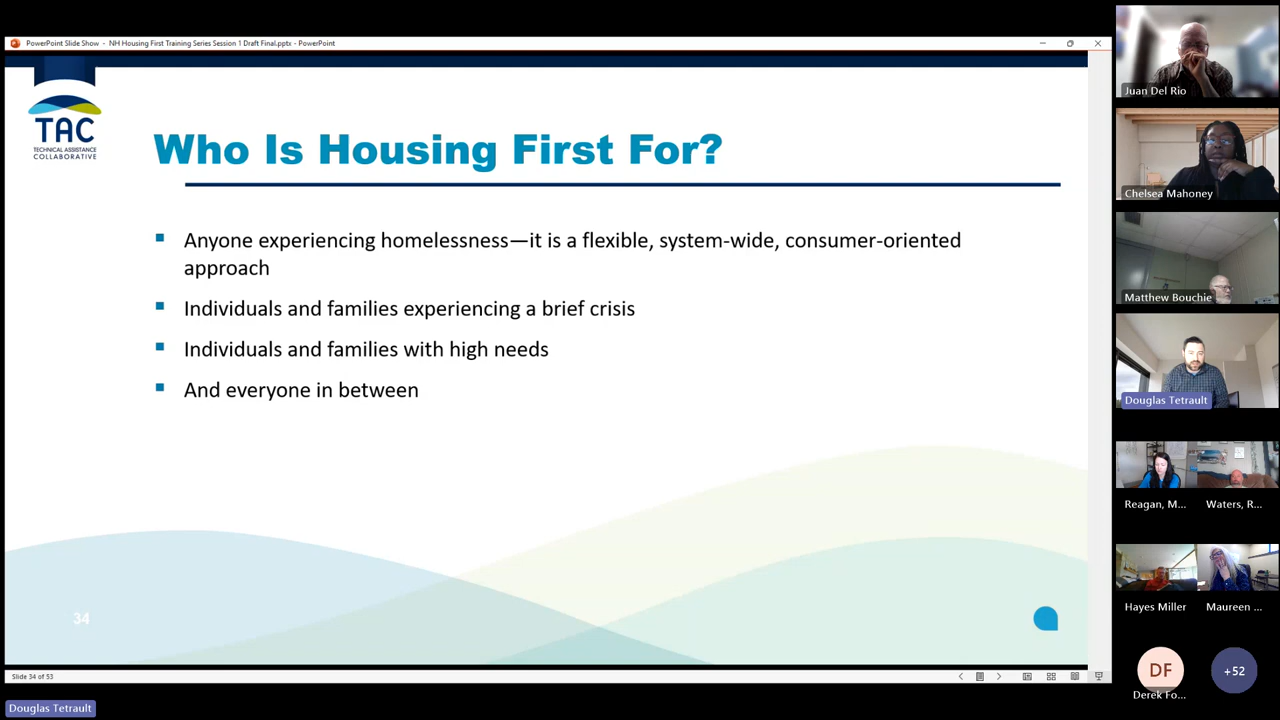 PowerPoint Slide Show - NH Housing First Training Series Session 1 Draft Final.pptx - PowerPoint
TAC
TECHNICAL ASSISTANCE
COLLABORATIVE
Who Is Housing First For?
Anyone experiencing homelessness—it is a flexible, system-wide, consumer-oriented
approach
Individuals and families experiencing a brief crisis
Individuals and families with high needs
And everyone in between
34
Slide 34 of 53
Douglas Tetrault
Juan Del Rio
Chelsea Mahoney
Matthew Bouchie
Douglas Tetrault
Reagan, M...
Waters, R...
Hayes Miller
Maureen ...
DF
Derek Fo...
+52